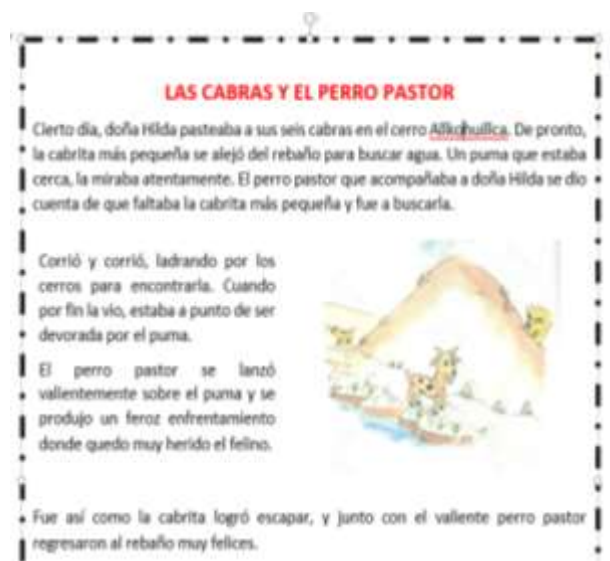 LAS CABRAS Y EL PERRO PASTOR
Cierto día, doña Hilda pasteaba a sus seis cabras en el cerro Allkohuillca. De pronto,
la cabrita más pequeña se alejó del rebaño para buscar agua. Un puma que estaba
cerca, la miraba atentamente. El perro pastor que acompañaba a doña Hilda se dio
cuenta de que faltaba la cabrita más pequeña y fue a buscarla.
Corrió y corrió, ladrando por los
cerros para encontrarla. Cuando
por fin la vio, estaba a punto de ser
devorada por el puma.
El perro pastor se lanzó
valientemente sobre el puma y se
produjo un feroz enfrentamiento
donde quedo muy herido el felino.
Fue así como la cabrita logró escapar, y junto con el valiente perro pastor
regresaron al rebaño muy felices.